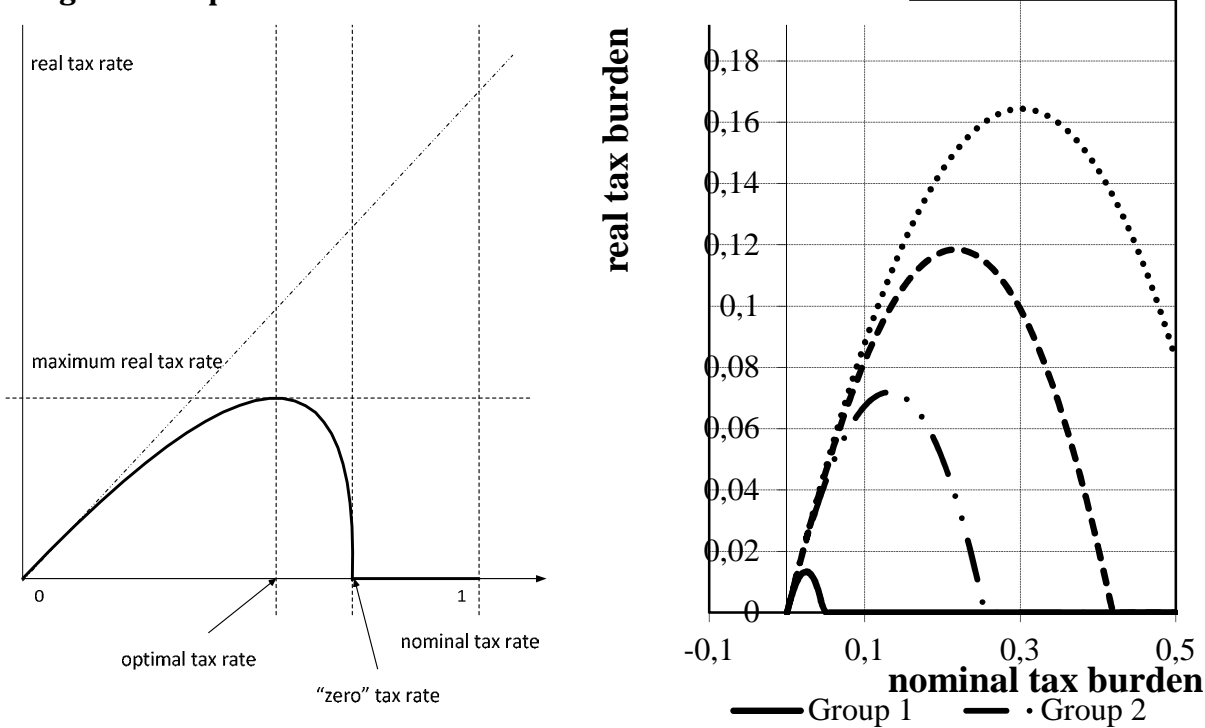 real tax rate
maximum real tax rate
0
1
nominal tax rate
optimal tax rate
“zero” tax rate
real tax burden
0,18
0,16
0,14
0,12
0,1
0,08
0,06
0,04
0,02
0
-0,1 0,1 0,3 0,5
nominal tax burden
Group 1 Group 2